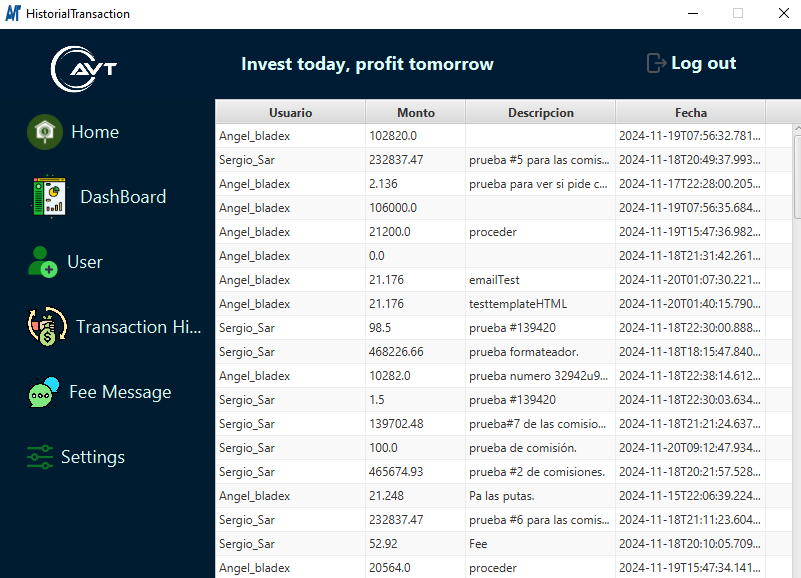 HistorialTransaction
AVT
Invest today, profit tomorrow
Log out
Home
DashBoard
User
Transaction Hi...
Fee Message
Settings
Usuario Monto Descripcion Fecha
Angel_bladex 102820.0 2024-11-19T07:56:32.781...
Sergio_Sar 232837.47 prueba #5 para las comis... 2024-11-18T20:49:37.993...
Angel_bladex 2.136 prueba para ver si pide c... 2024-11-17T22:28:00.205...
Angel_bladex 106000.0 2024-11-19T07:56:35.684...
Angel_bladex 21200.0 proceder 2024-11-19T15:47:36.982...
Angel_bladex 0.0 2024-11-18T21:31:42.261...
Angel_bladex 21.176 emailTest 2024-11-20T01:07:30.221...
Angel_bladex 21.176 testtemplateHTML 2024-11-20T01:40:15.790...
Sergio_Sar 98.5 prueba #139420 2024-11-18T22:30:00.888...
Sergio_Sar 468226.66 prueba formateador. 2024-11-18T18:15:47.840...
Angel_bladex 10282.0 prueba numero 32942u9... 2024-11-18T22:38:14.612...
Sergio_Sar 1.5 prueba #139420 2024-11-18T22:30:03.634...
Sergio_Sar 139702.48 prueba#7 de las comisio... 2024-11-18T21:21:24.637...
Sergio_Sar 100.0 prueba de comisión. 2024-11-20T09:12:47.934...
Sergio_Sar 465674.93 prueba #2 de comisiones. 2024-11-18T20:21:57.528...
Angel_bladex 21.248 Pa las putas. 2024-11-15T22:06:39.224...
Sergio_Sar 232837.47 prueba #6 para las comis... 2024-11-18T21:11:23.604...
Sergio_Sar 52.92 Fee 2024-11-18T20:10:05.709...
Angel_bladex 20564.0 proceder 2024-11-19T15:47:34.141...